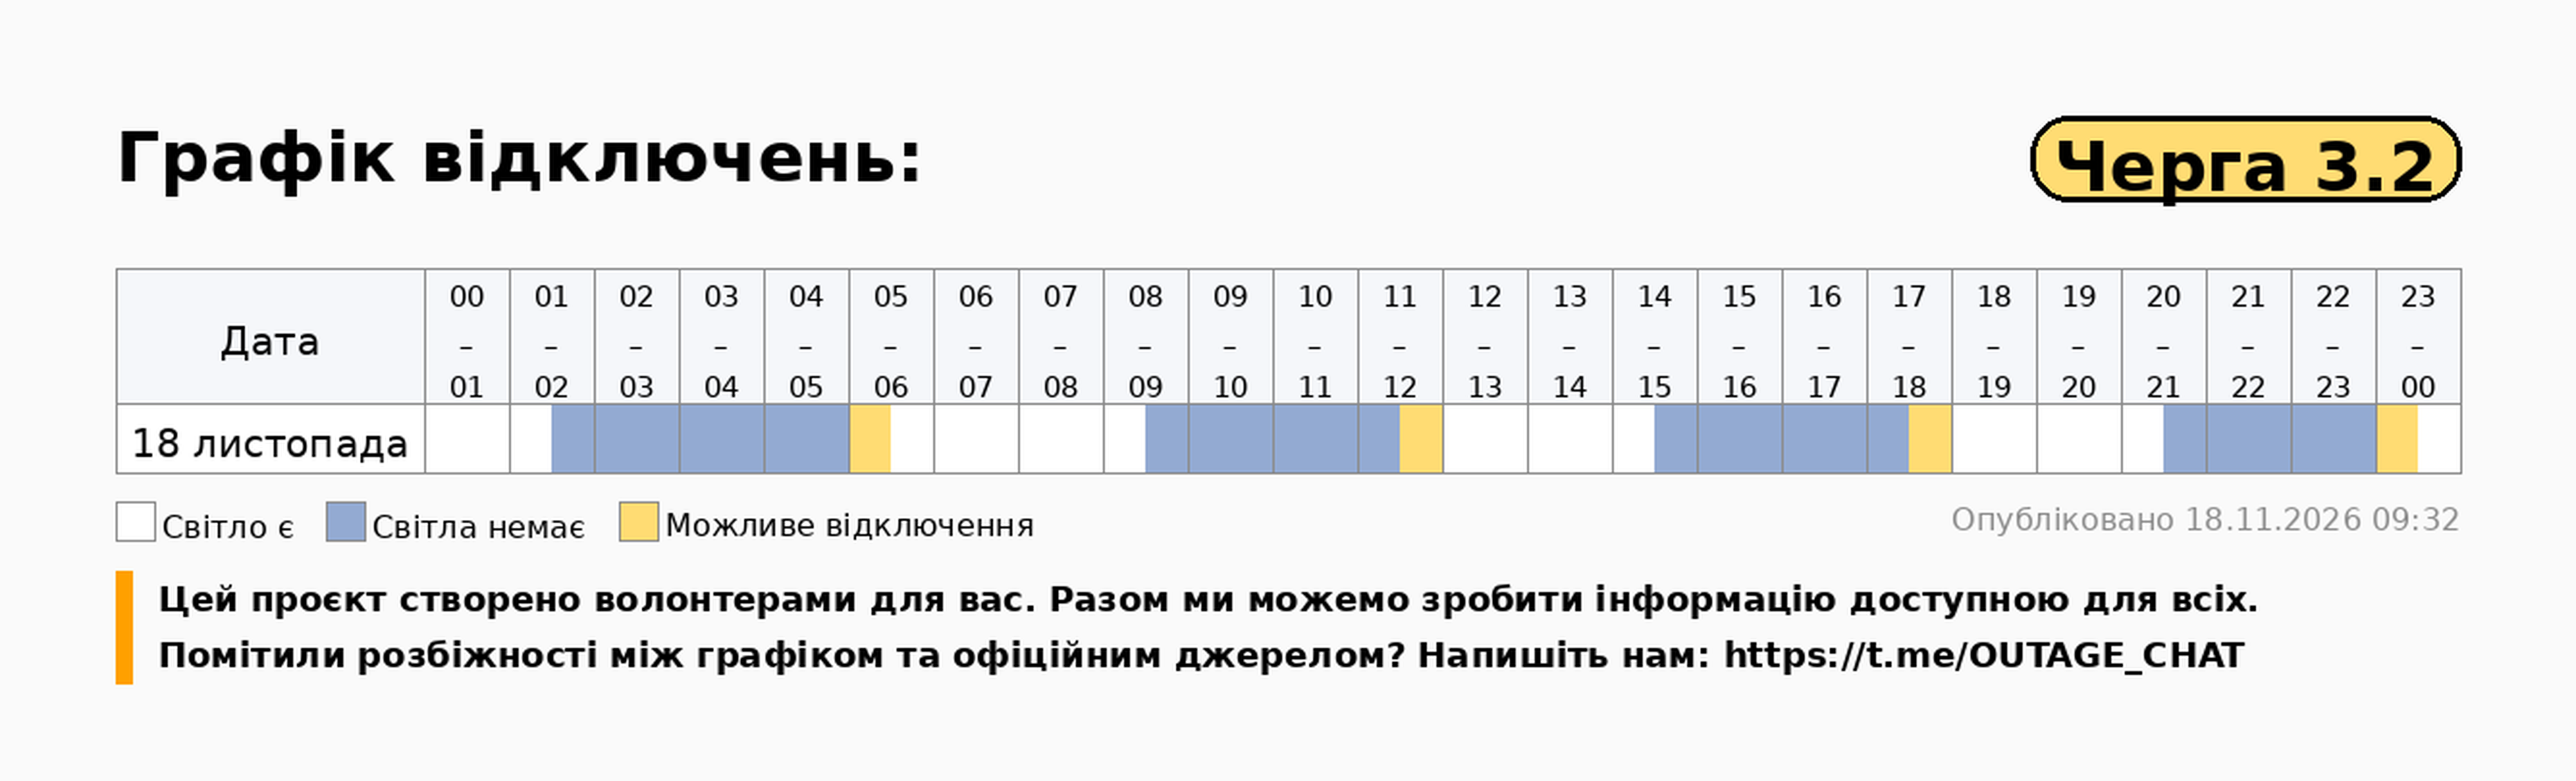 Графік відключень:
Черга 3.2
Дата
00 – 01
01 – 02
02 – 03
03 – 04
04 – 05
05 – 06
06 – 07
07 – 08
08 – 09
09 – 10
10 – 11
11 – 12
12 – 13
13 – 14
14 – 15
15 – 16
16 – 17
17 – 18
18 – 19
19 – 20
20 – 21
21 – 22
22 – 23
23 – 00
18 листопада
Світло є
Світла немає
Можливе відключення
Опубліковано 18.11.2026 09:32
Цей проєкт створено волонтерами для вас. Разом ми можемо зробити інформацію доступною для всіх.
Помітили розбіжності між графіком та офіційним джерелом? Напишіть нам: https://t.me/OUTAGE_CHAT